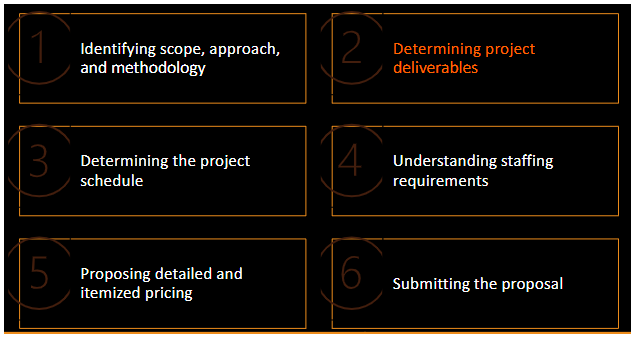 1
Identifying scope, approach,
and methodology
2
Determining project
deliverables
3
Determining the project
schedule
4
Understanding staffing
requirements
5
Proposing detailed and
itemized pricing
6
Submitting the proposal